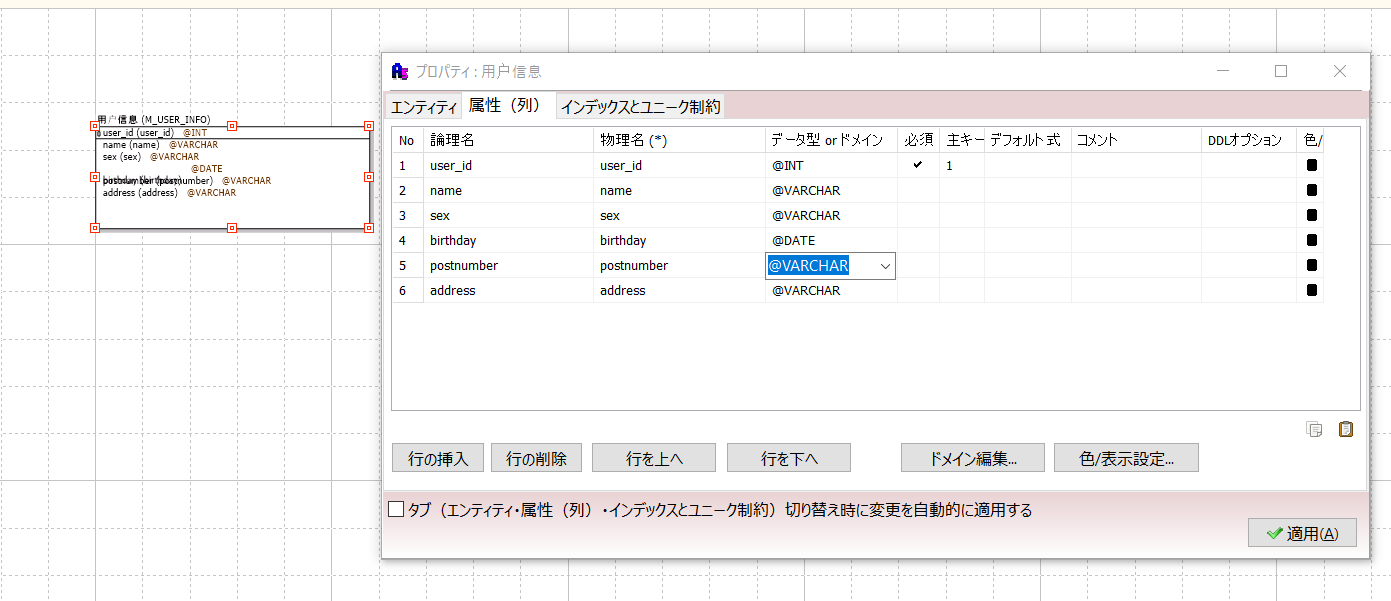 プロパティ : 用户信息
用户信息 (M_USER_INFO)
user_id (user_id) @INT
name (name) @VARCHAR
sex (sex) @VARCHAR
@DATE
(postnumber) @VARCHAR
address (address) @VARCHAR
エンティティ 属性（列） インデックスとユニーク制約
No 論理名 物理名 (*) データ型 or ドメイン 必須 主キー デフォルト式 コメント DDLオプション 色/
1 user_id user_id @INT ✔ 1
2 name name @VARCHAR
3 sex sex @VARCHAR
4 birthday birthday @DATE
5 postnumber postnumber @VARCHAR
6 address address @VARCHAR
行の挿入 行の削除 行を上へ 行を下へ ドメイン編集... 色/表示設定...
タブ（エンティティ・属性（列）・インデックスとユニーク制約）切り替え時に変更を自動的に適用する
適用(A)